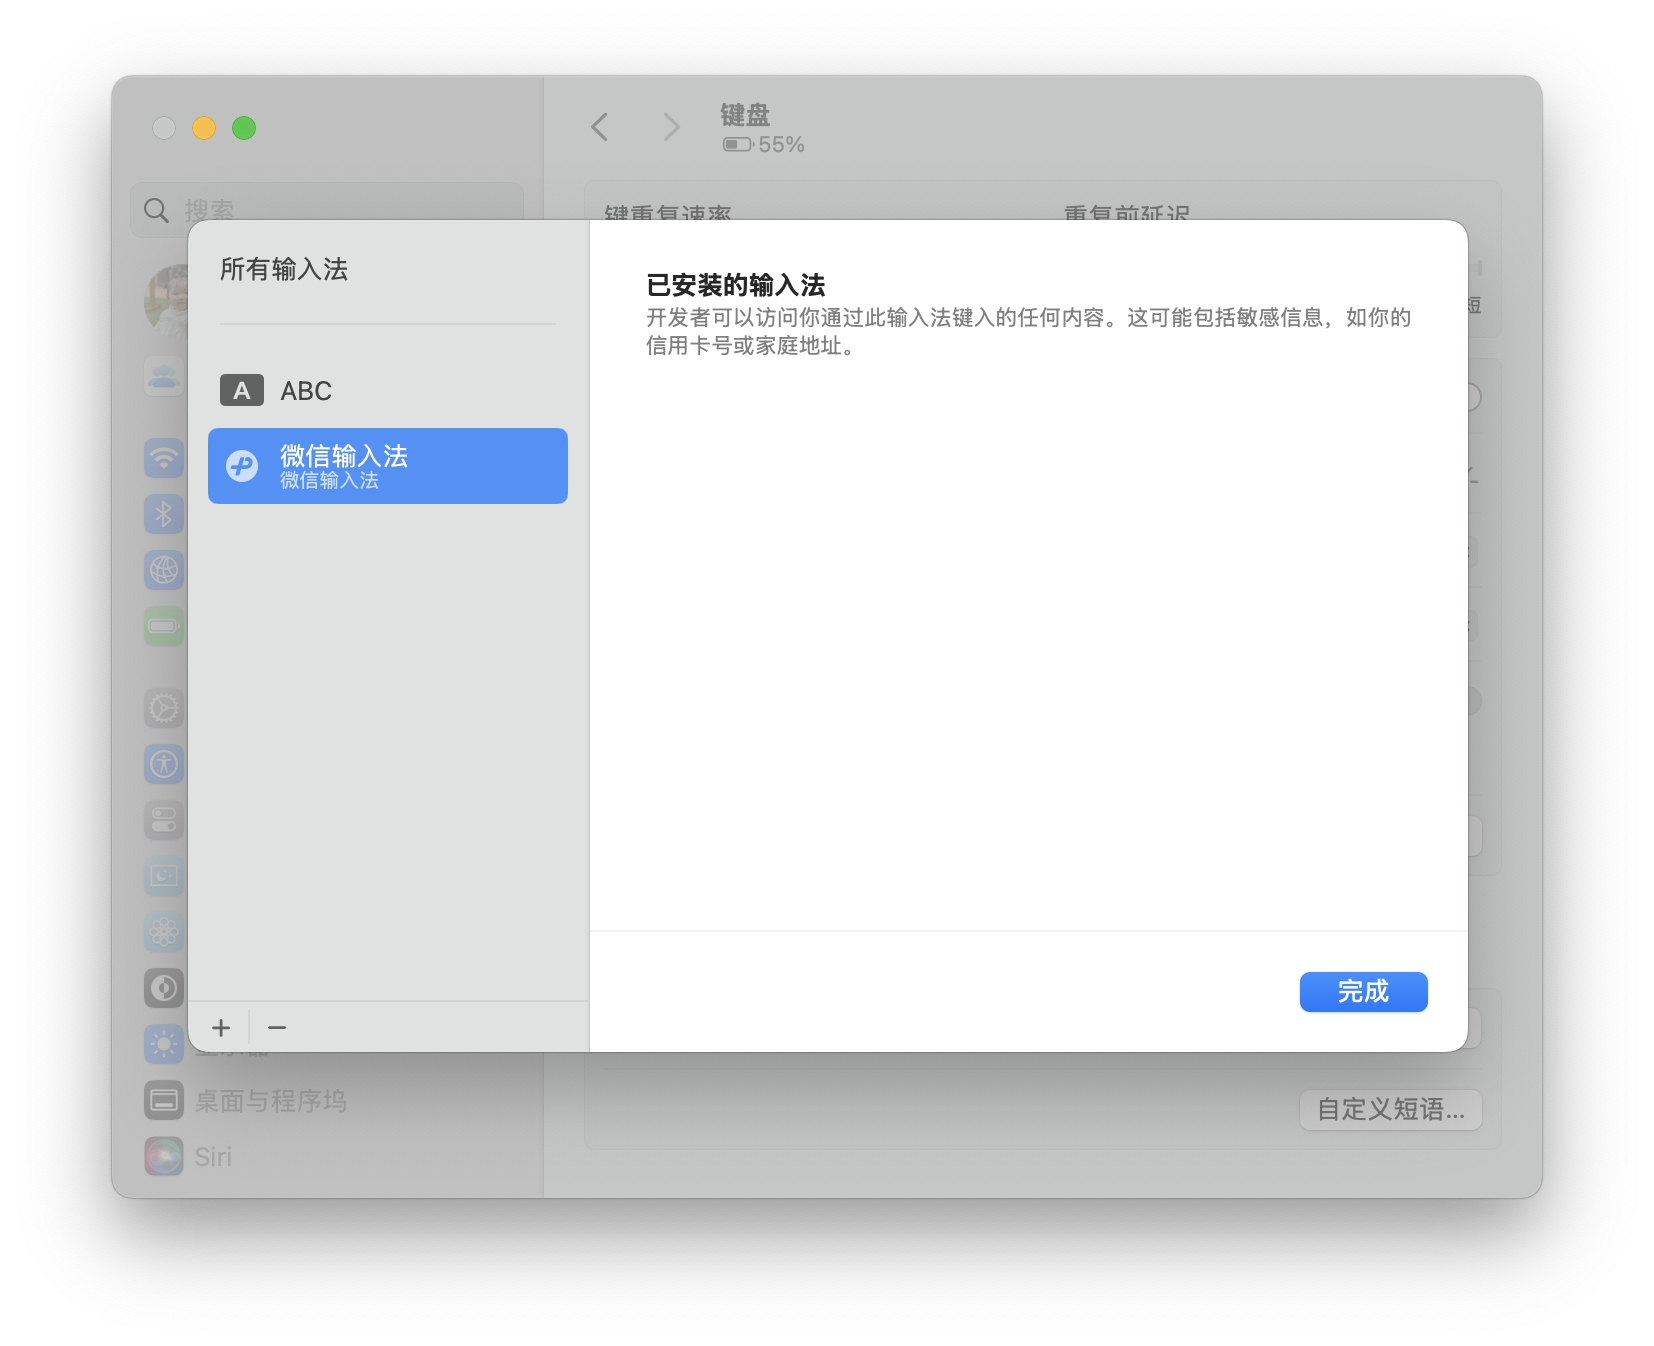 键盘
55%
搜索
键重复速率
重复前延迟
短
所有输入法
A
ABC
微信输入法
微信输入法
已安装的输入法
开发者可以访问你通过此输入法键入的任何内容。这可能包括敏感信息，如你的
信用卡号或家庭地址。
完成
桌面与程序坞
自定义短语...
Siri